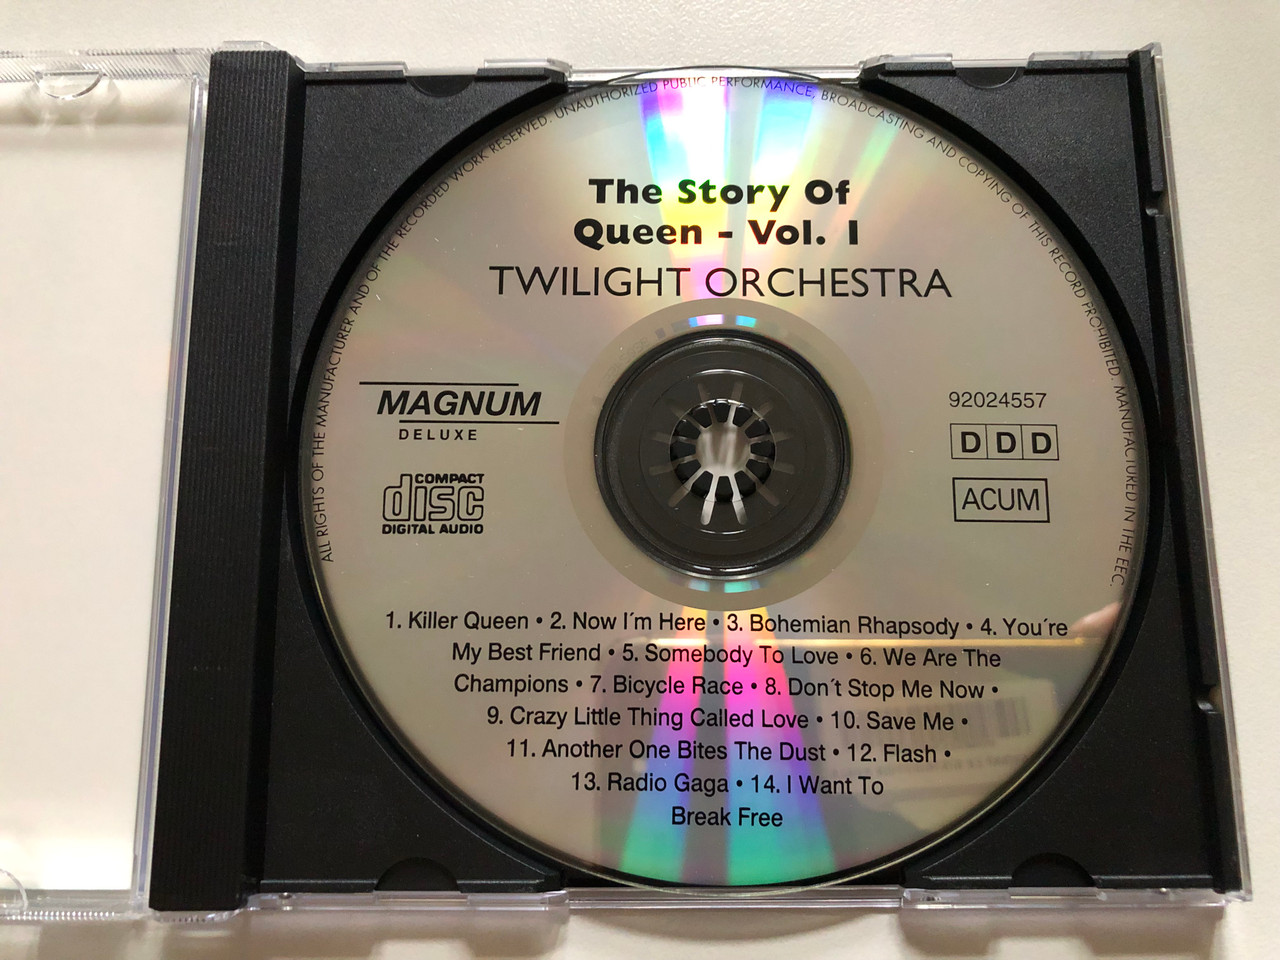 ALL RIGHTS OF THE MANUFACTURER AND OF THE RECORDED WORK RESERVED. UNAUTHORIZED PUBLIC PERFORMANCE, BROADCASTING AND COPYING OF THIS RECORD PROHIBITED. MANUFACTURED IN THE EEC.
The Story Of
Queen - Vol. 1
TWILIGHT ORCHESTRA
MAGNUM
DELUXE
COMPACT
disc
DIGITAL AUDIO
92024557
D D D
ACUM
1. Killer Queen • 2. Now I´m Here • 3. Bohemian Rhapsody • 4. You´re
My Best Friend • 5. Somebody To Love • 6. We Are The
Champions • 7. Bicycle Race • 8. Don´t Stop Me Now •
9. Crazy Little Thing Called Love • 10. Save Me •
11. Another One Bites The Dust • 12. Flash •
13. Radio Gaga • 14. I Want To
Break Free